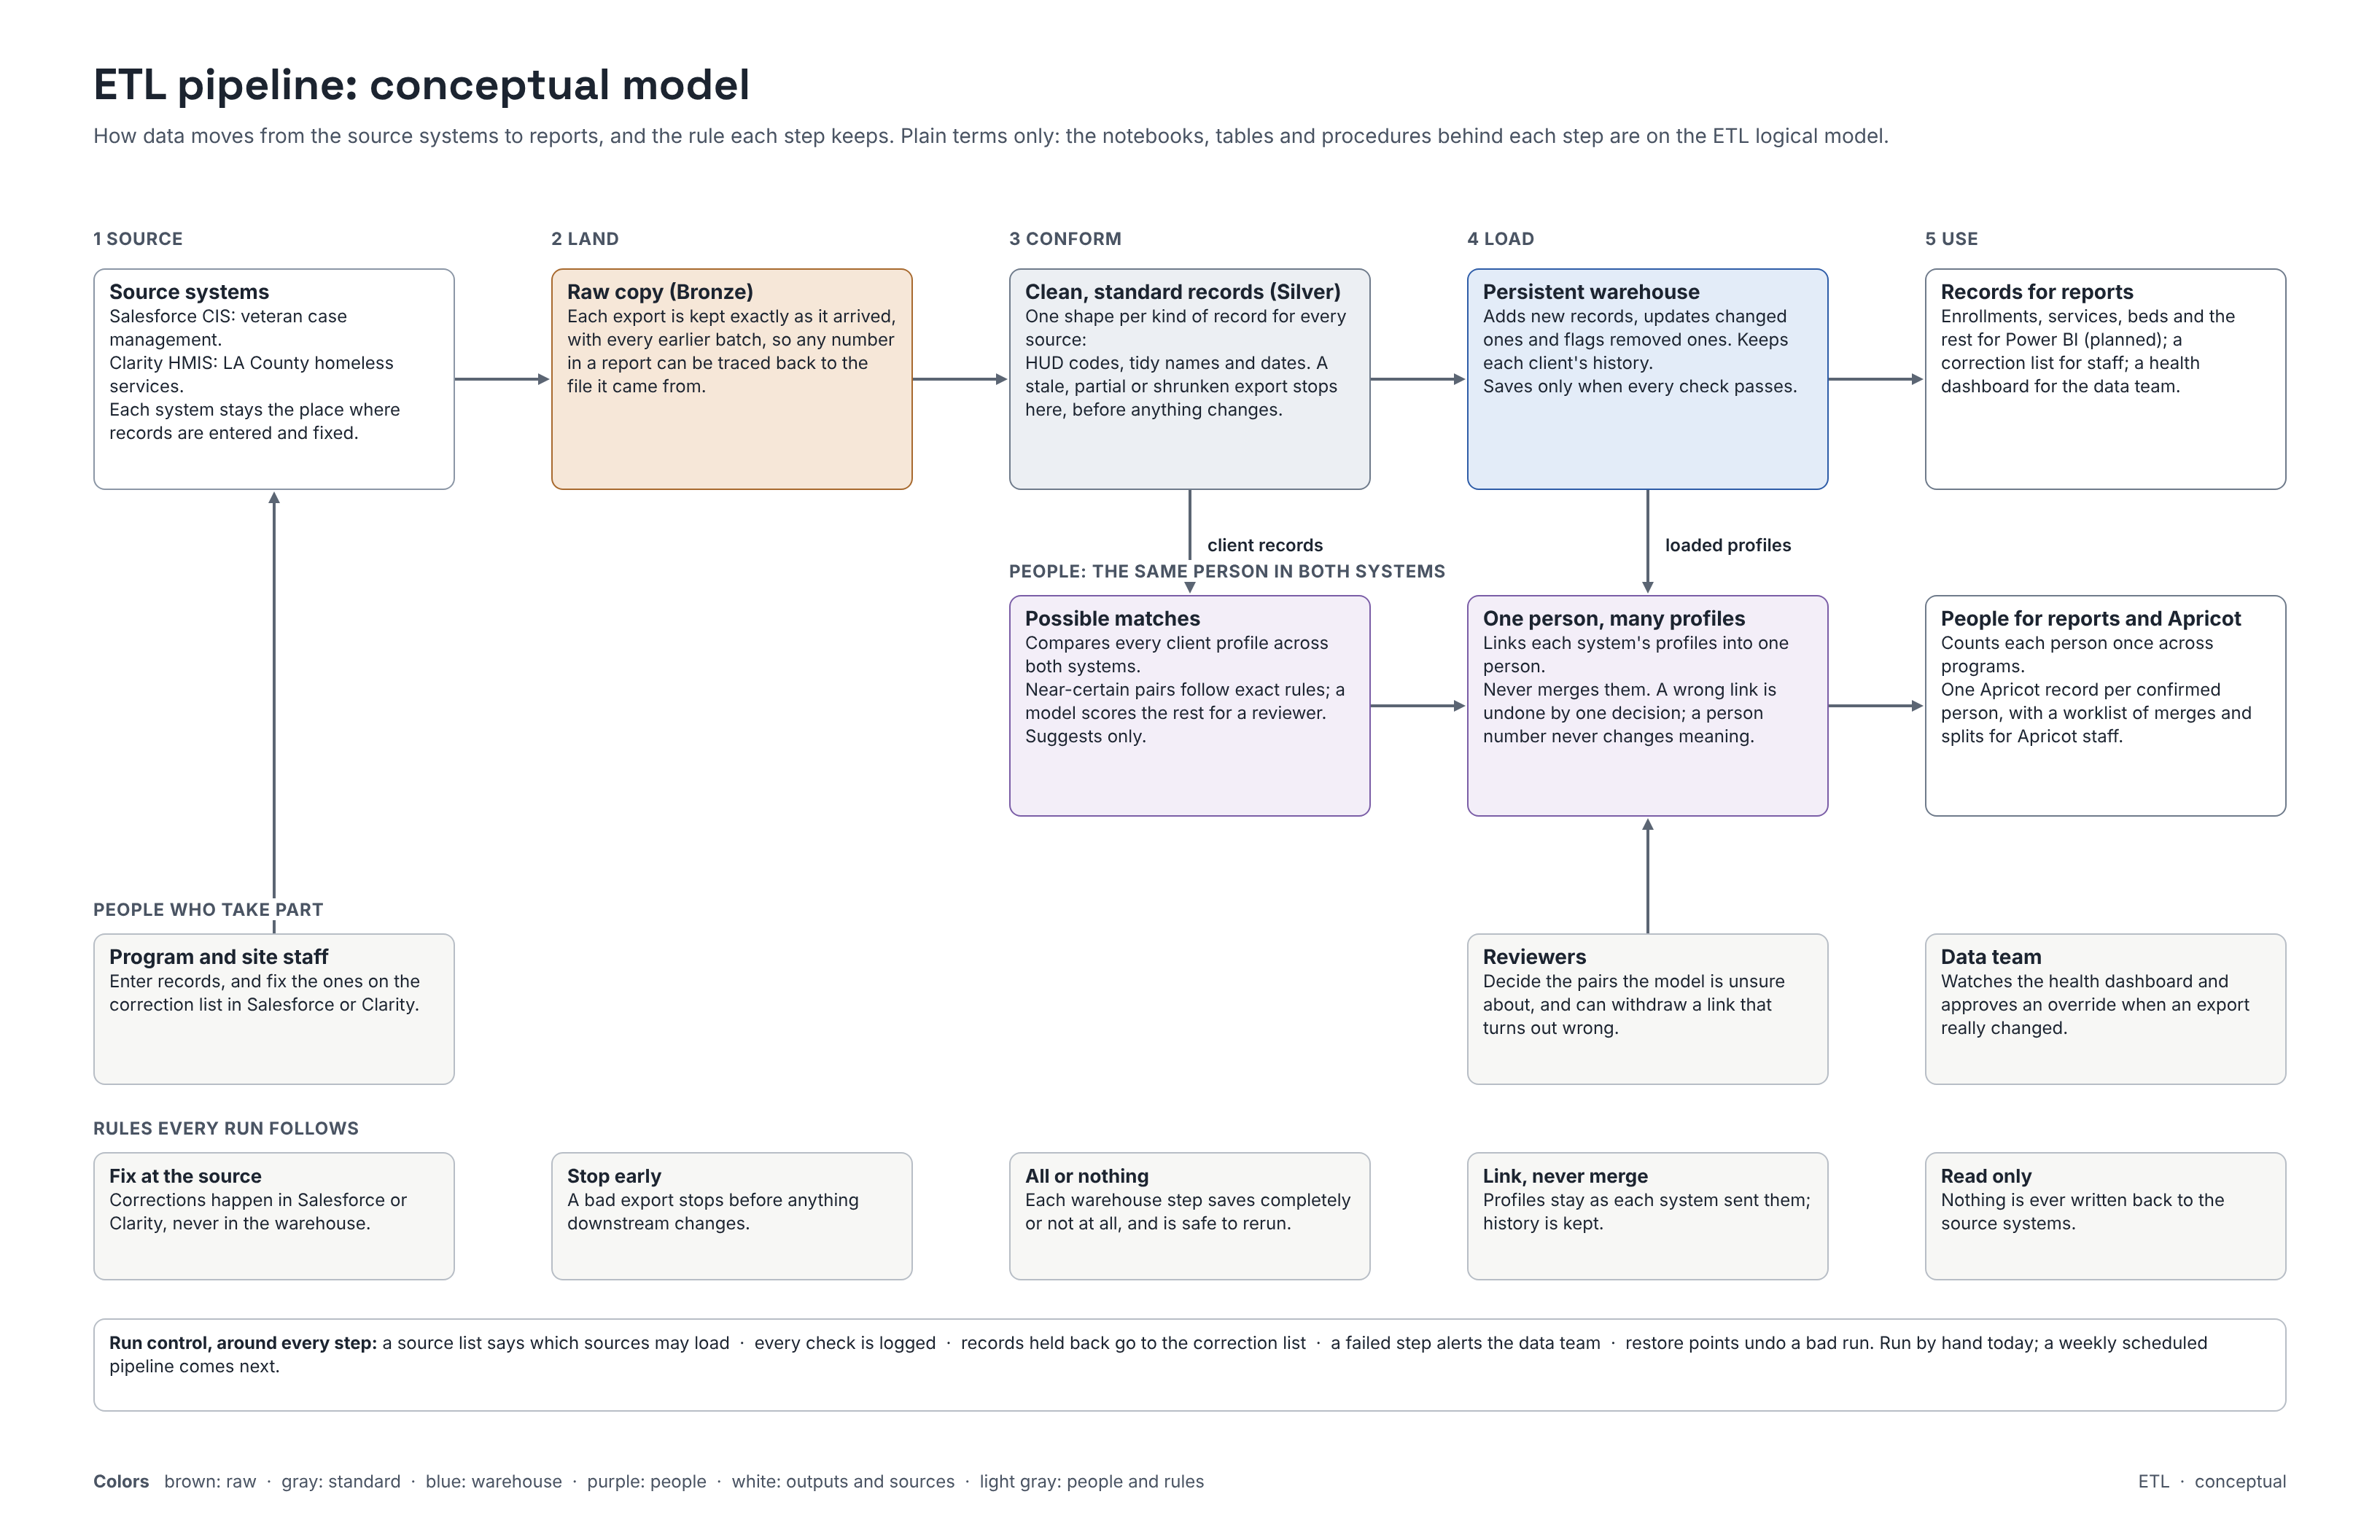 ETL pipeline: conceptual model
How data moves from the source systems to reports, and the rule each step keeps. Plain terms only: the notebooks, tables and procedures behind each step are on the ETL logical model.
1 SOURCE
Source systems
Salesforce CIS: veteran case
management.
Clarity HMIS: LA County homeless
services.
Each system stays the place where
records are entered and fixed.
2 LAND
Raw copy (Bronze)
Each export is kept exactly as it arrived,
with every earlier batch, so any number
in a report can be traced back to the
file it came from.
3 CONFORM
Clean, standard records (Silver)
One shape per kind of record for every
source:
HUD codes, tidy names and dates. A
stale, partial or shrunken export stops
here, before anything changes.
4 LOAD
Persistent warehouse
Adds new records, updates changed
ones and flags removed ones. Keeps
each client's history.
Saves only when every check passes.
5 USE
Records for reports
Enrollments, services, beds and the
rest for Power BI (planned); a
correction list for staff; a health
dashboard for the data team.
client records
loaded profiles
PEOPLE: THE SAME PERSON IN BOTH SYSTEMS
Possible matches
Compares every client profile across
both systems.
Near-certain pairs follow exact rules; a
model scores the rest for a reviewer.
Suggests only.
One person, many profiles
Links each system's profiles into one
person.
Never merges them. A wrong link is
undone by one decision; a person
number never changes meaning.
People for reports and Apricot
Counts each person once across
programs.
One Apricot record per confirmed
person, with a worklist of merges and
splits for Apricot staff.
PEOPLE WHO TAKE PART
Program and site staff
Enter records, and fix the ones on the
correction list in Salesforce or Clarity.
Reviewers
Decide the pairs the model is unsure
about, and can withdraw a link that
turns out wrong.
Data team
Watches the health dashboard and
approves an override when an export
really changed.
RULES EVERY RUN FOLLOWS
Fix at the source
Corrections happen in Salesforce or
Clarity, never in the warehouse.
Stop early
A bad export stops before anything
downstream changes.
All or nothing
Each warehouse step saves completely
or not at all, and is safe to rerun.
Link, never merge
Profiles stay as each system sent them;
history is kept.
Read only
Nothing is ever written back to the
source systems.
Run control, around every step: a source list says which sources may load · every check is logged · records held back go to the correction list · a failed step alerts the data team · restore points undo a bad run. Run by hand today; a weekly scheduled
pipeline comes next.
Colors brown: raw · gray: standard · blue: warehouse · purple: people · white: outputs and sources · light gray: people and rules
ETL · conceptual